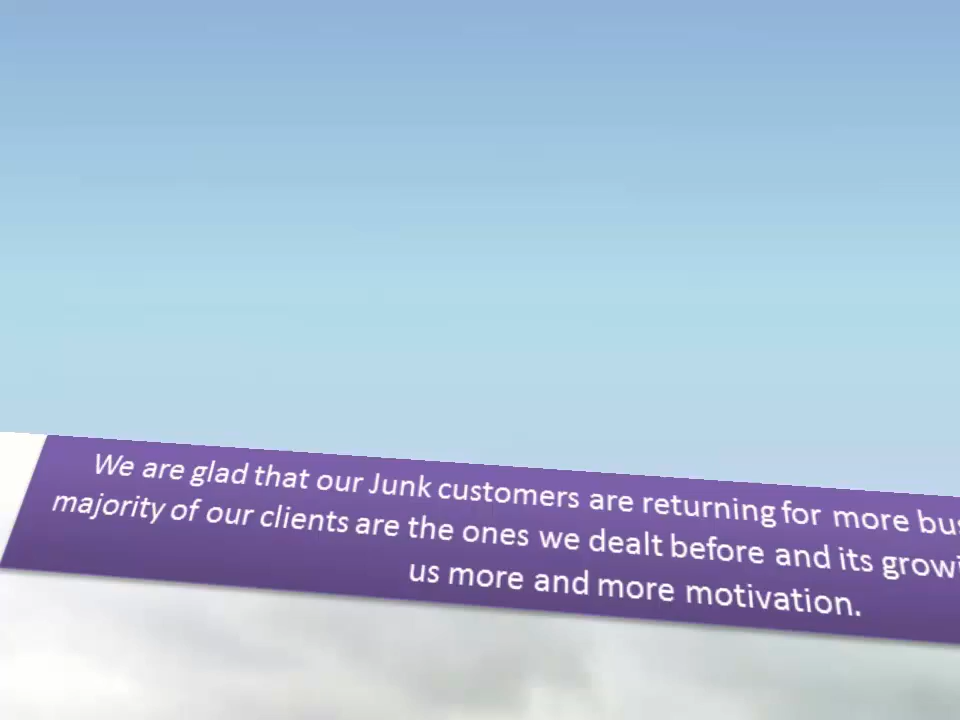 We are glad that our Junk customers are returning for more
majority of our clients are the ones we dealt before and its
us more and more motivation.